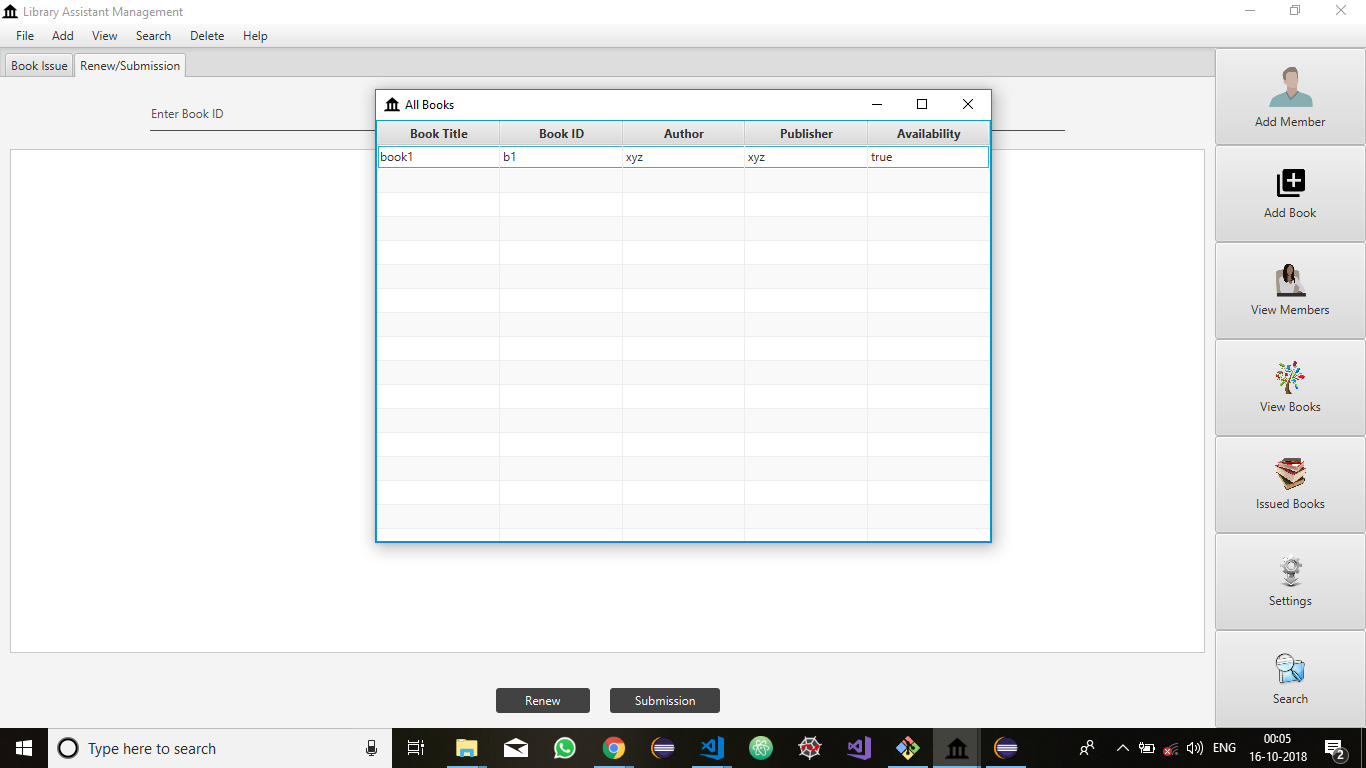 Library Assistant Management
File Add View Search Delete Help
Book Issue Renew/Submission
Enter Book ID
All Books
Book Title Book ID Author Publisher Availability
book1 b1 xyz xyz true
Renew Submission
Add Member
Add Book
View Members
View Books
Issued Books
Settings
Search
Type here to search
ENG
00:05
16-10-2018
2